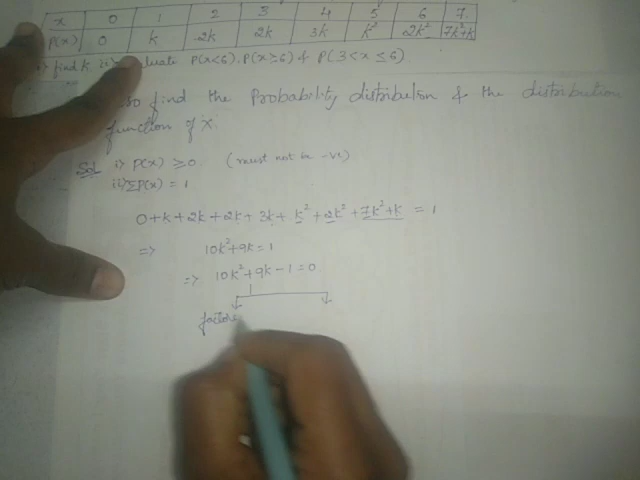 x 0 1 2 3 4 5 6 7
P(x) 0 k 2k 2k 3k k² 2k² 7k²+k
find k. P(x<6), P(x≥6) & P(3<x≤6)
find the Probability distribution & the distribution
function of X.
Sol i) P(x) ≥0 (must not be -ve)
ii) ΣP(x) = 1
0+k+2k+2k+3k+k²+2k²+7k²+k = 1
=> 10k²+9k=1
=> 10k²+9k-1=0